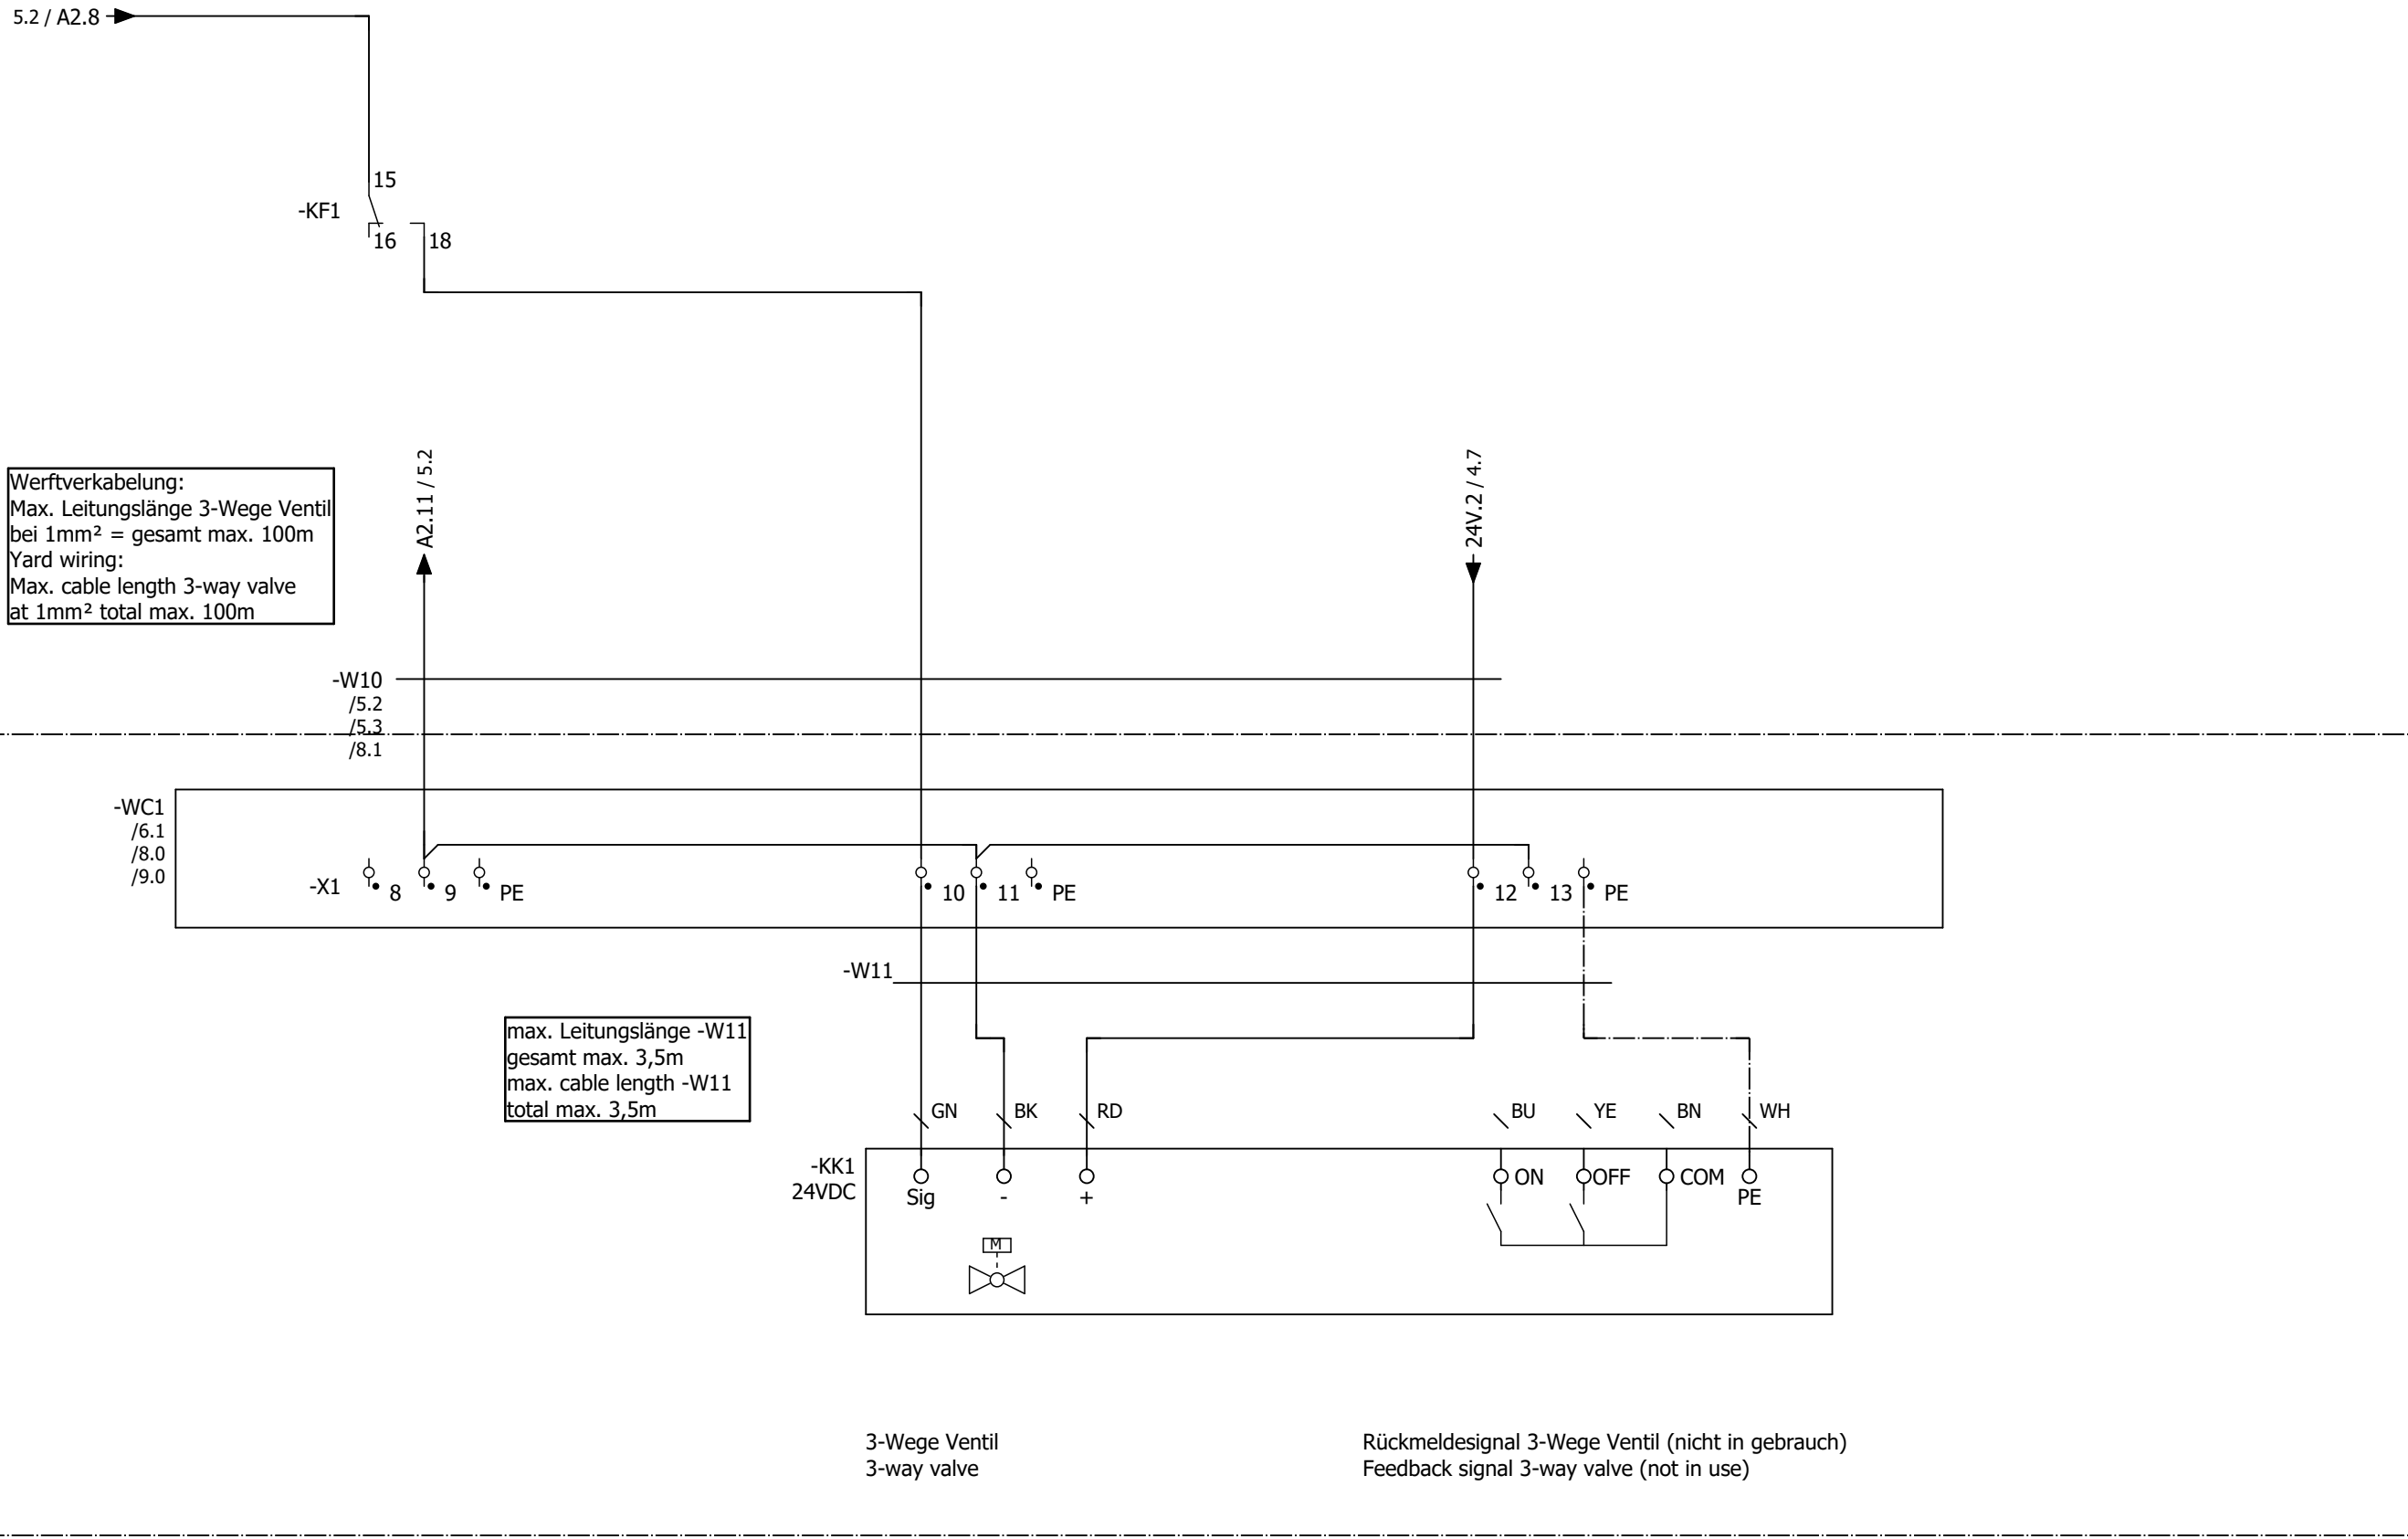 5.2 / A2.8
15
-KF1
16
18
A2.11 / 5.2
24V.2 / 4.7
Werftverkabelung:
Max. Leitungslänge 3-Wege Ventil
bei 1mm² = gesamt max. 100m
Yard wiring:
Max. cable length 3-way valve
at 1mm² total max. 100m
-W10
/5.2
/5.3
/8.1
-WC1
/6.1
/8.0
/9.0
-X1 8 9 PE 10 11 PE 12 13 PE
-W11
max. Leitungslänge -W11
gesamt max. 3,5m
max. cable length -W11
total max. 3,5m
GN BK RD BU YE BN WH
-KK1
24VDC
Sig - + ON OFF COM PE
M
3-Wege Ventil
3-way valve
Rückmeldesignal 3-Wege Ventil (nicht in gebrauch)
Feedback signal 3-way valve (not in use)